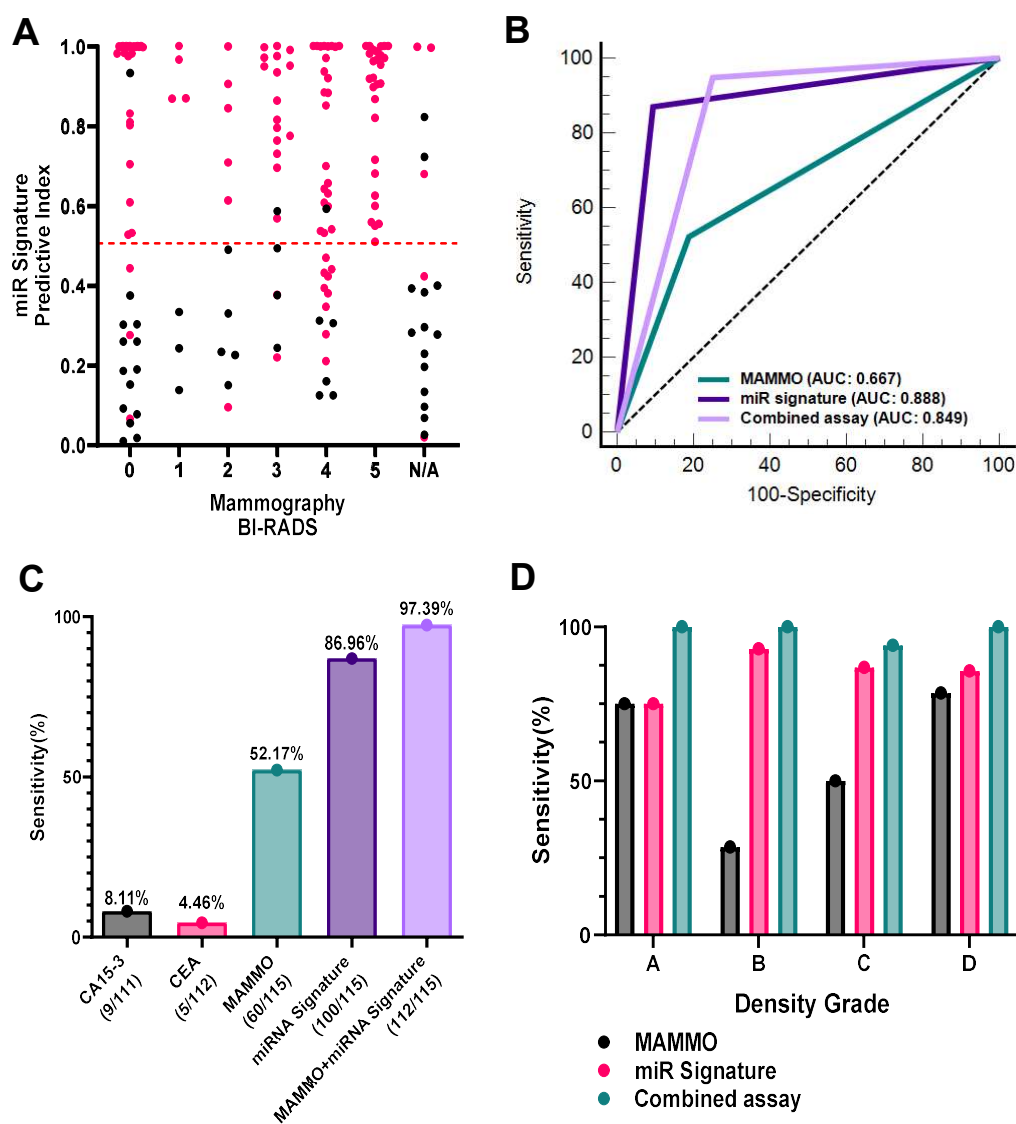 A
miR Signature
Predictive Index
1.0
0.8
0.6
0.4
0.2
0.0
0 1 2 3 4 5 N/A
Mammography
BI-RADS
B
Sensitivity
100
80
60
40
20
0
MAMMO (AUC: 0.667)
miR signature (AUC: 0.888)
Combined assay (AUC: 0.849)
0 20 40 60 80 100
100-Specificity
C
Sensitivity(%)
100
50
0
8.11%
4.46%
52.17%
86.96%
97.39%
CA15-3
(9/111)
CEA
(5/112)
MAMMO
(60/115)
miRNA Signature
(100/115)
MAMMO+miRNA Signature
(112/115)
D
Sensitivity(%)
100
50
0
A B C D
Density Grade
MAMMO
miR Signature
Combined assay